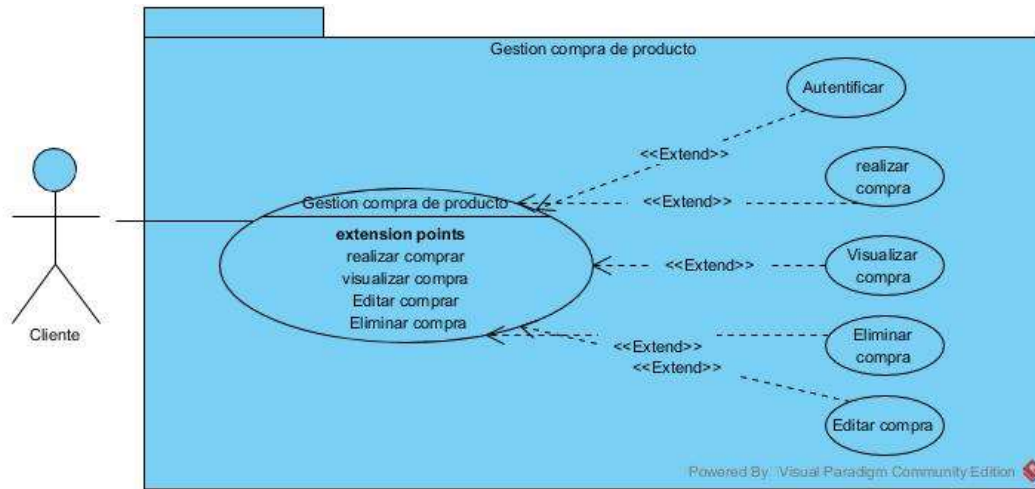 Gestion compra de producto
Autentificar
<<Extend>>
realizar
compra
<<Extend>>
Gestion compra de producto
extension points
realizar comprar
visualizar compra
Editar comprar
Eliminar compra
Visualizar
compra
<<Extend>>
Cliente
Eliminar
compra
<<Extend>>
<<Extend>>
Editar compra
Powered By Visual Paradigm Community Edition